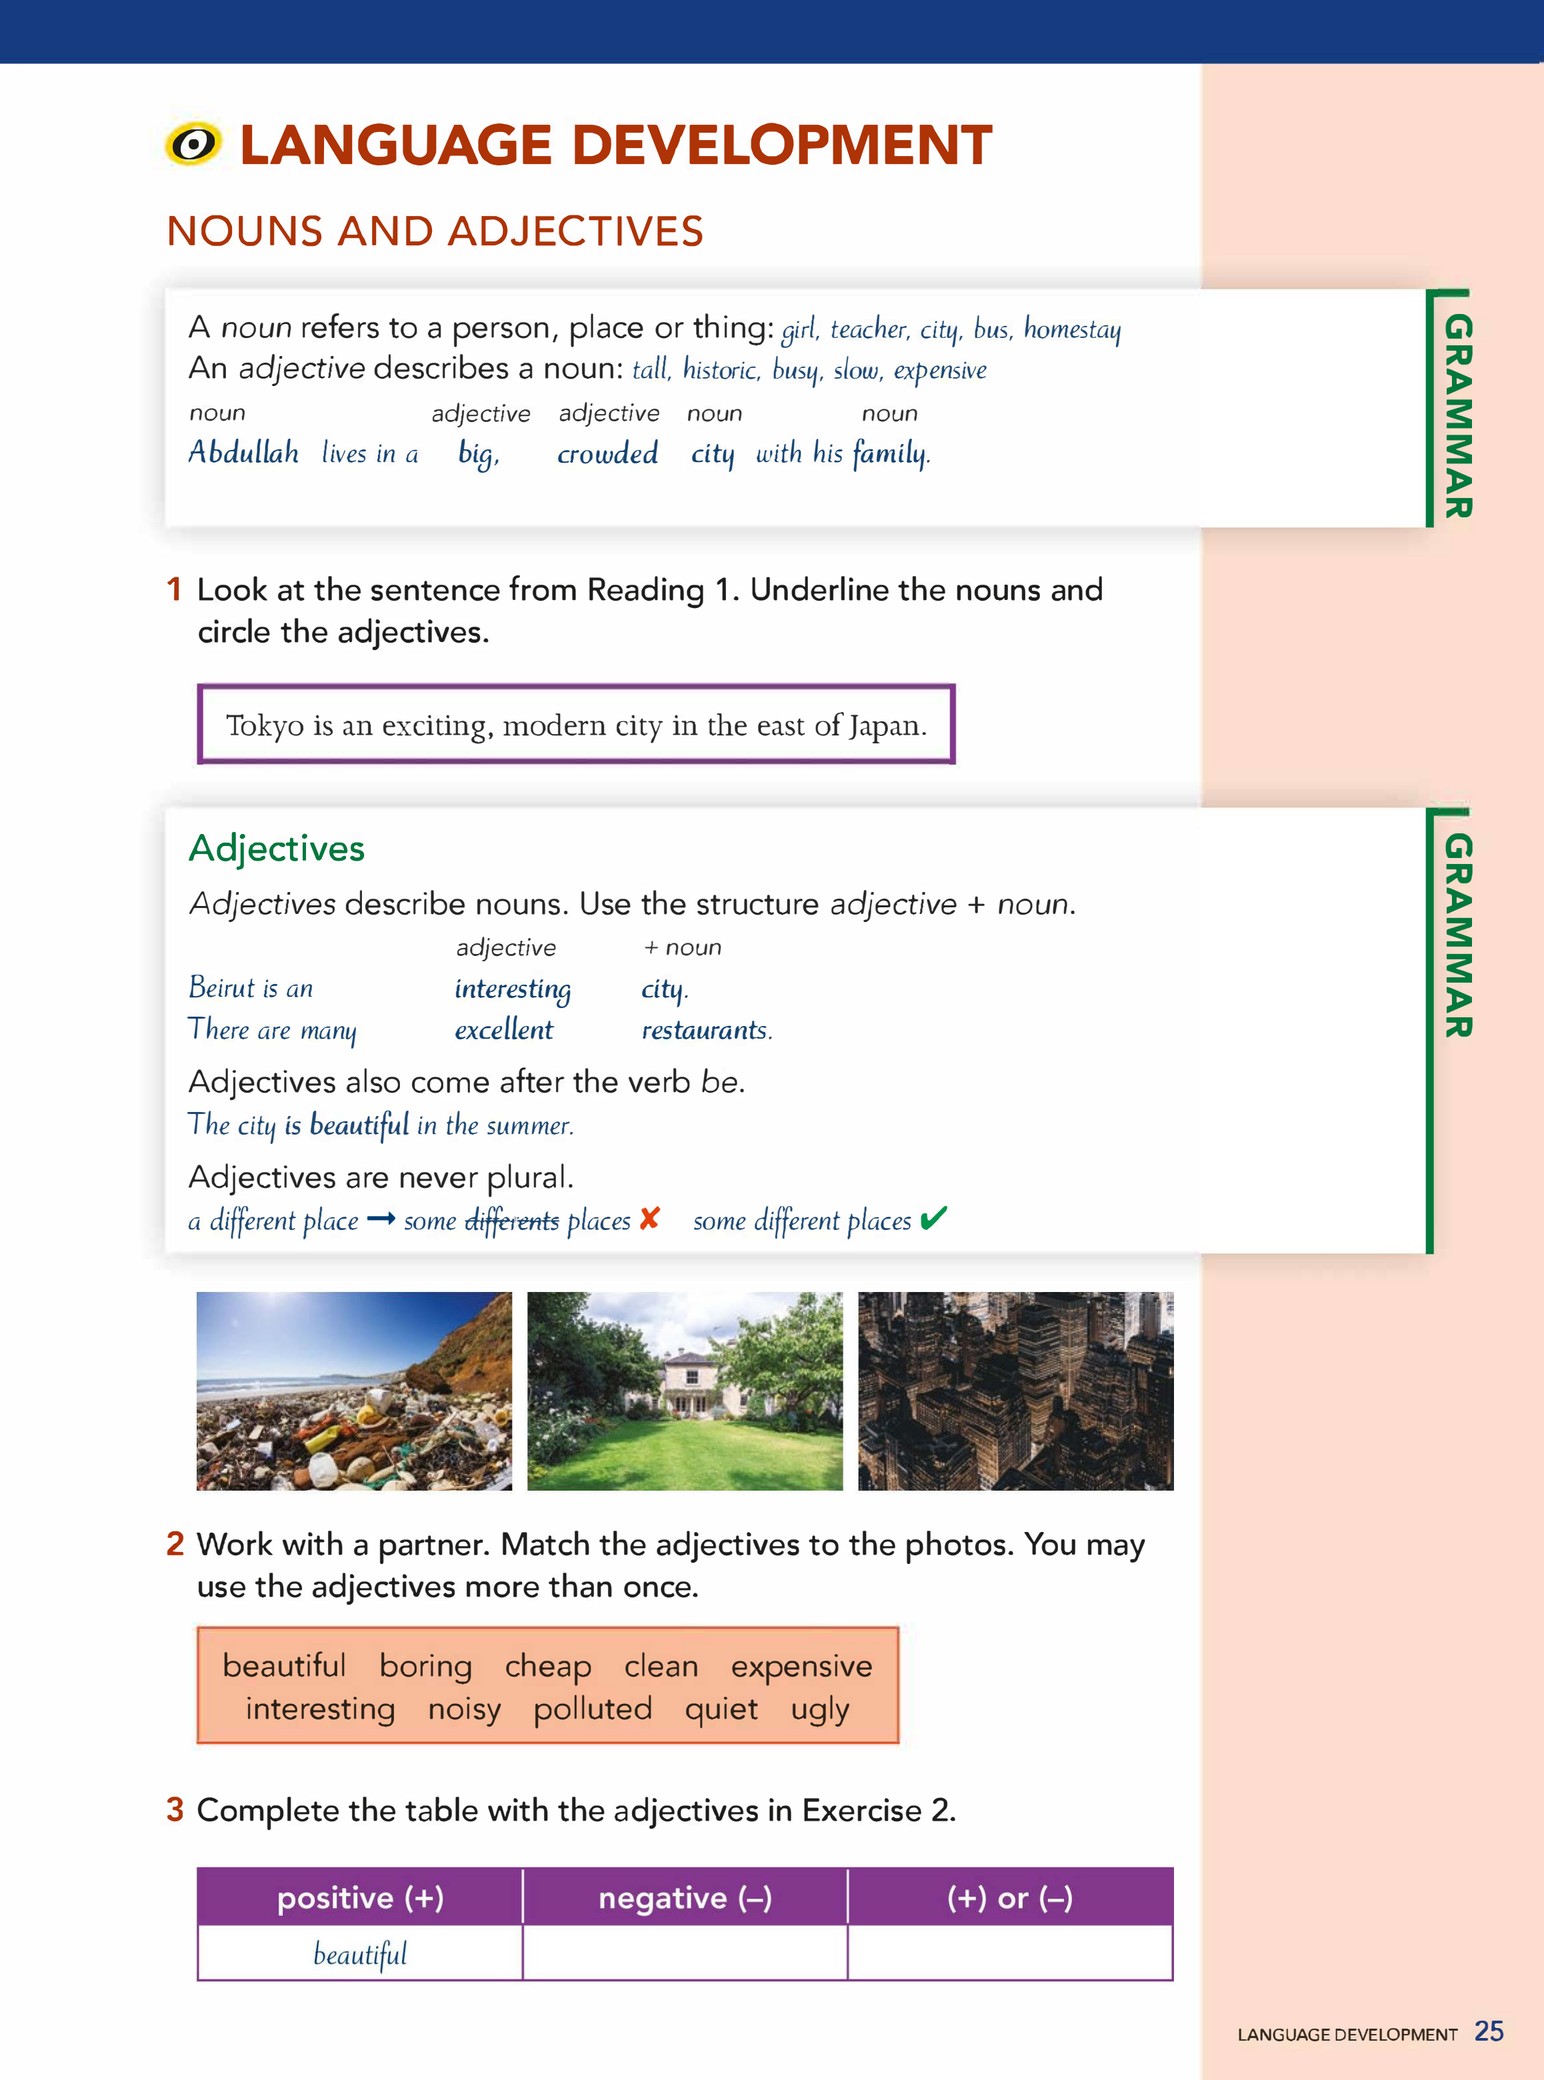 LANGUAGE DEVELOPMENT
NOUNS AND ADJECTIVES
A noun refers to a person, place or thing: girl, teacher, city, bus, homestay
An adjective describes a noun: tall, historic, busy, slow, expensive
noun adjective adjective noun noun
Abdullah lives in a big, crowded city with his family.
GRAMMAR
1 Look at the sentence from Reading 1. Underline the nouns and
circle the adjectives.
Tokyo is an exciting, modern city in the east of Japan.
Adjectives
Adjectives describe nouns. Use the structure adjective + noun.
adjective + noun
Beirut is an interesting city.
There are many excellent restaurants.
Adjectives also come after the verb be.
The city is beautiful in the summer.
Adjectives are never plural.
a different place → some differents places ✘ some different places ✔
GRAMMAR
2 Work with a partner. Match the adjectives to the photos. You may
use the adjectives more than once.
beautiful boring cheap clean expensive
interesting noisy polluted quiet ugly
3 Complete the table with the adjectives in Exercise 2.
positive (+) negative (–) (+) or (–)
beautiful
LANGUAGE DEVELOPMENT 25